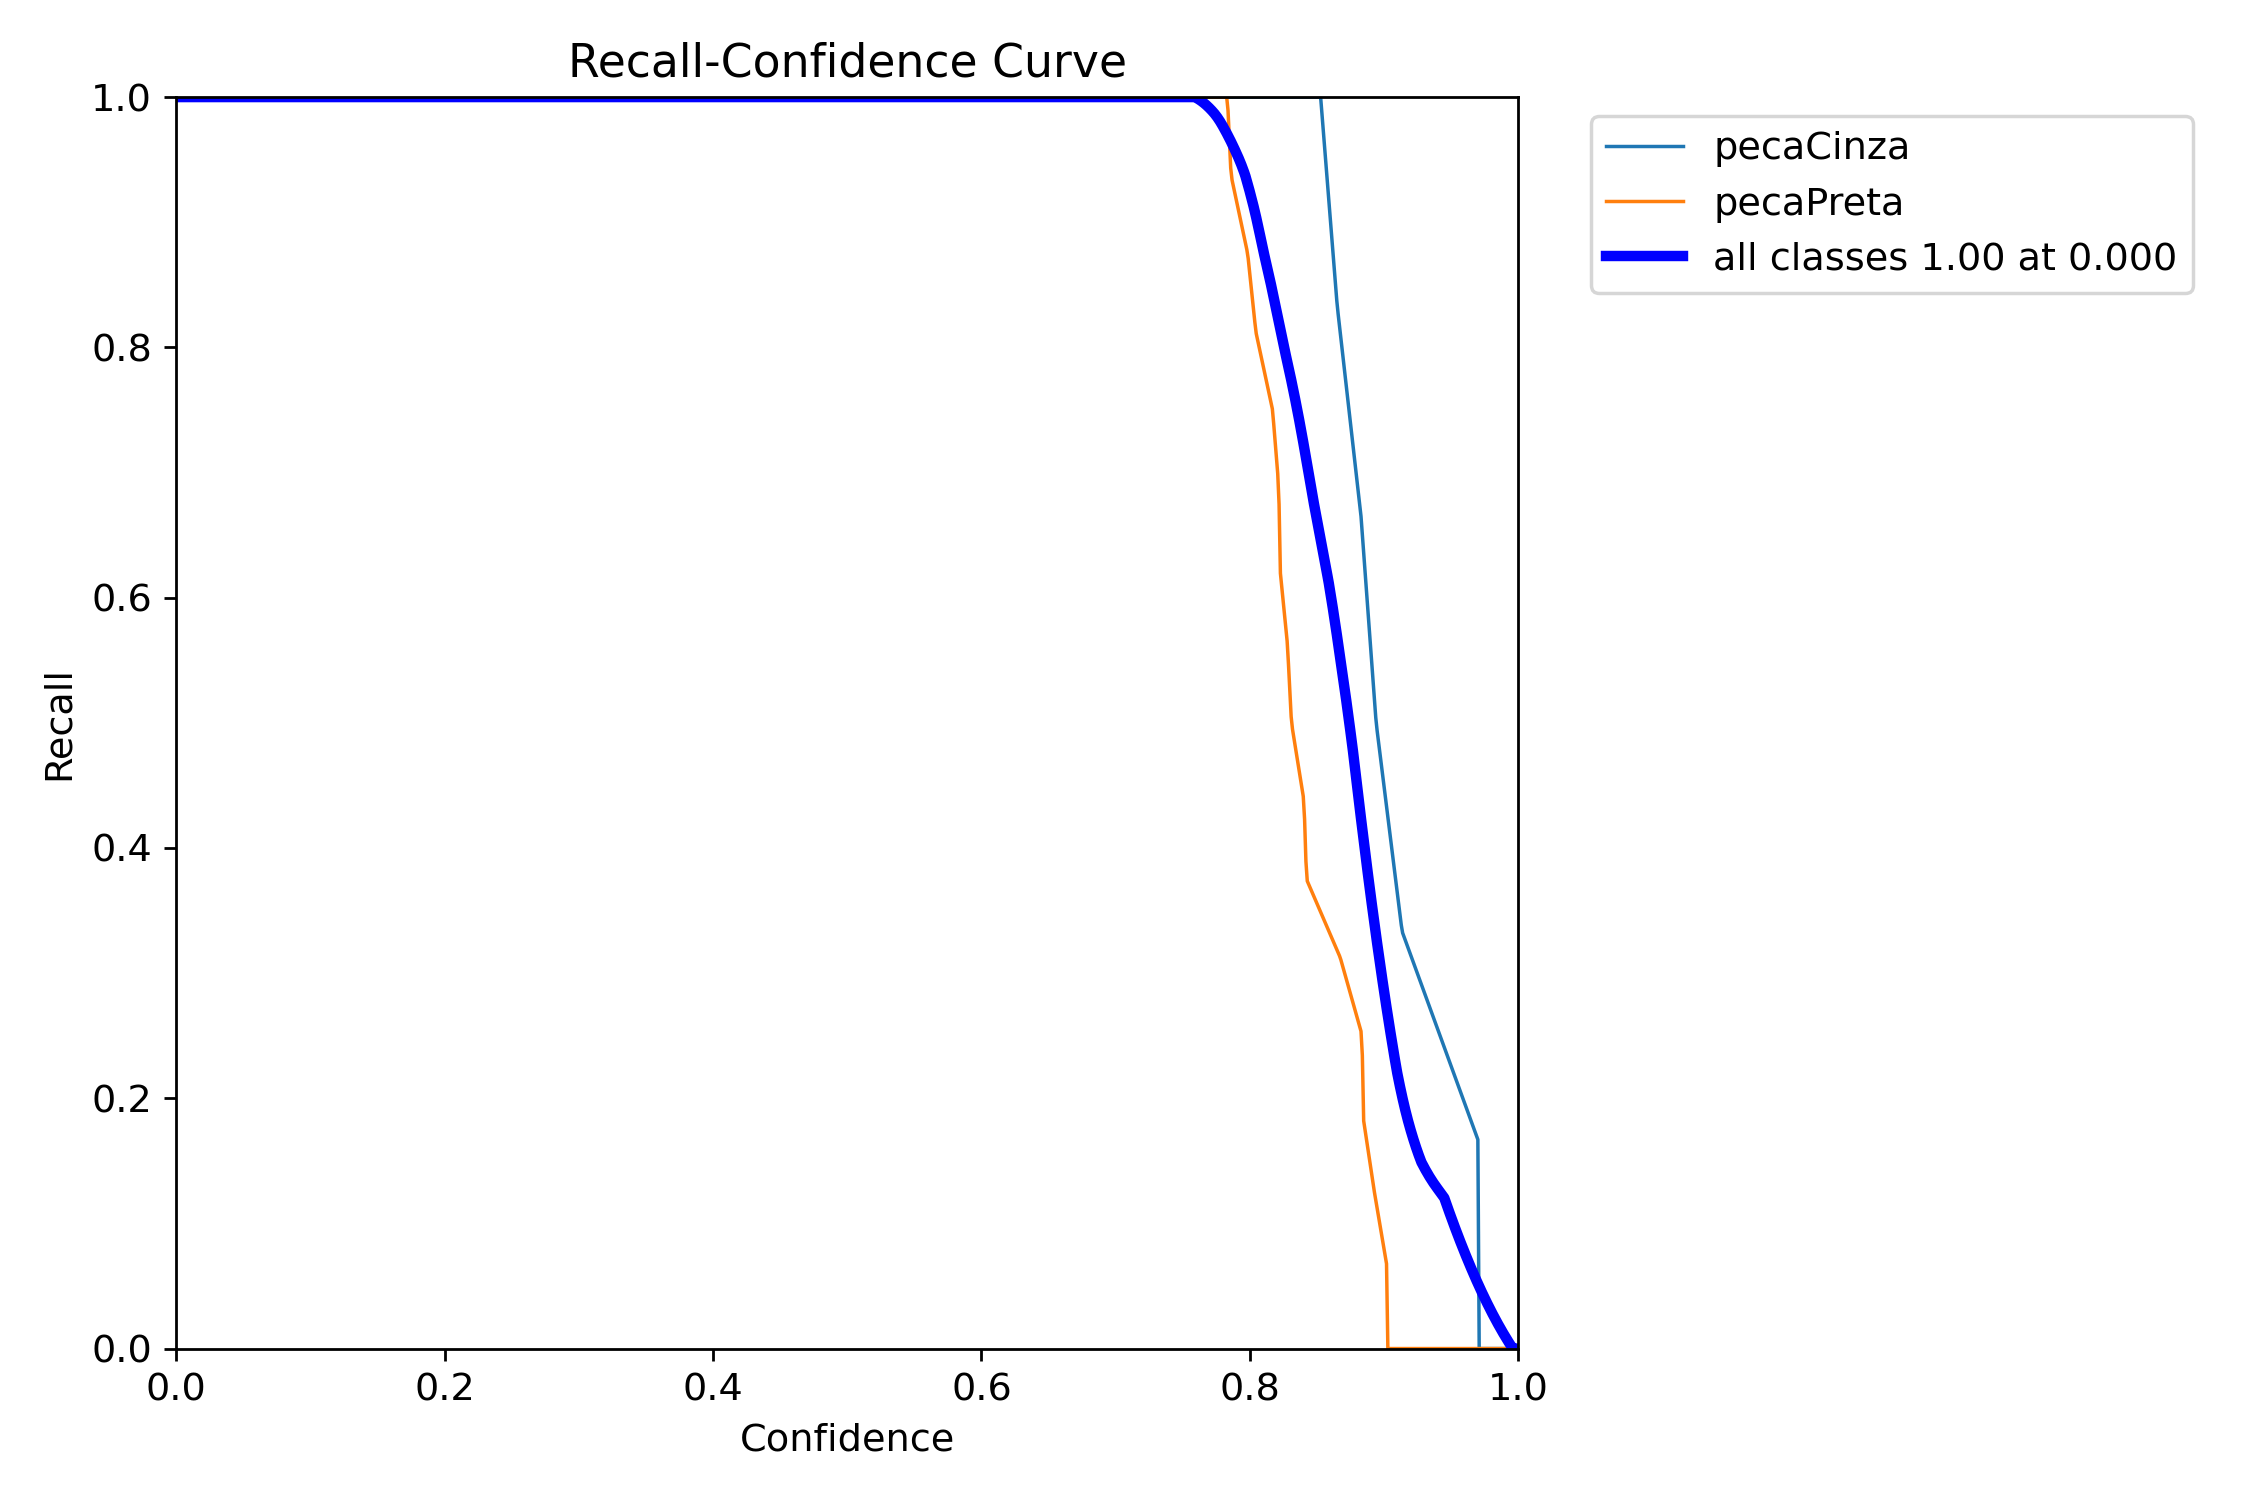 Recall-Confidence Curve
1.0
0.8
0.6
0.4
0.2
0.0
Recall
0.0 0.2 0.4 0.6 0.8 1.0
Confidence
pecaCinza
pecaPreta
all classes 1.00 at 0.000